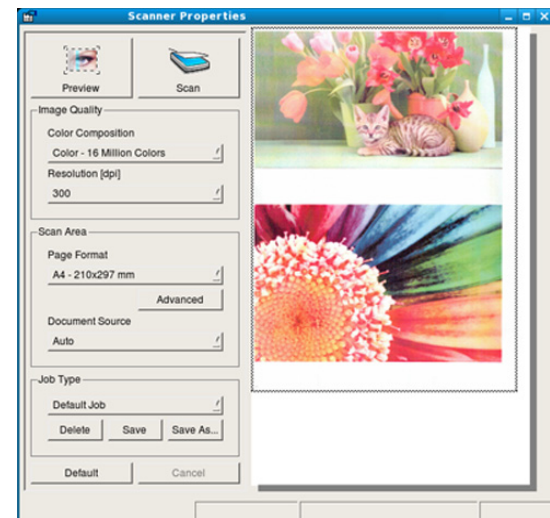 Scanner Properties
Preview
Scan
Image Quality
Color Composition
Color - 16 Million Colors
Resolution [dpi]
300
Scan Area
Page Format
A4 - 210x297 mm
Advanced
Document Source
Auto
Job Type
Default Job
Delete
Save
Save As...
Default
Cancel